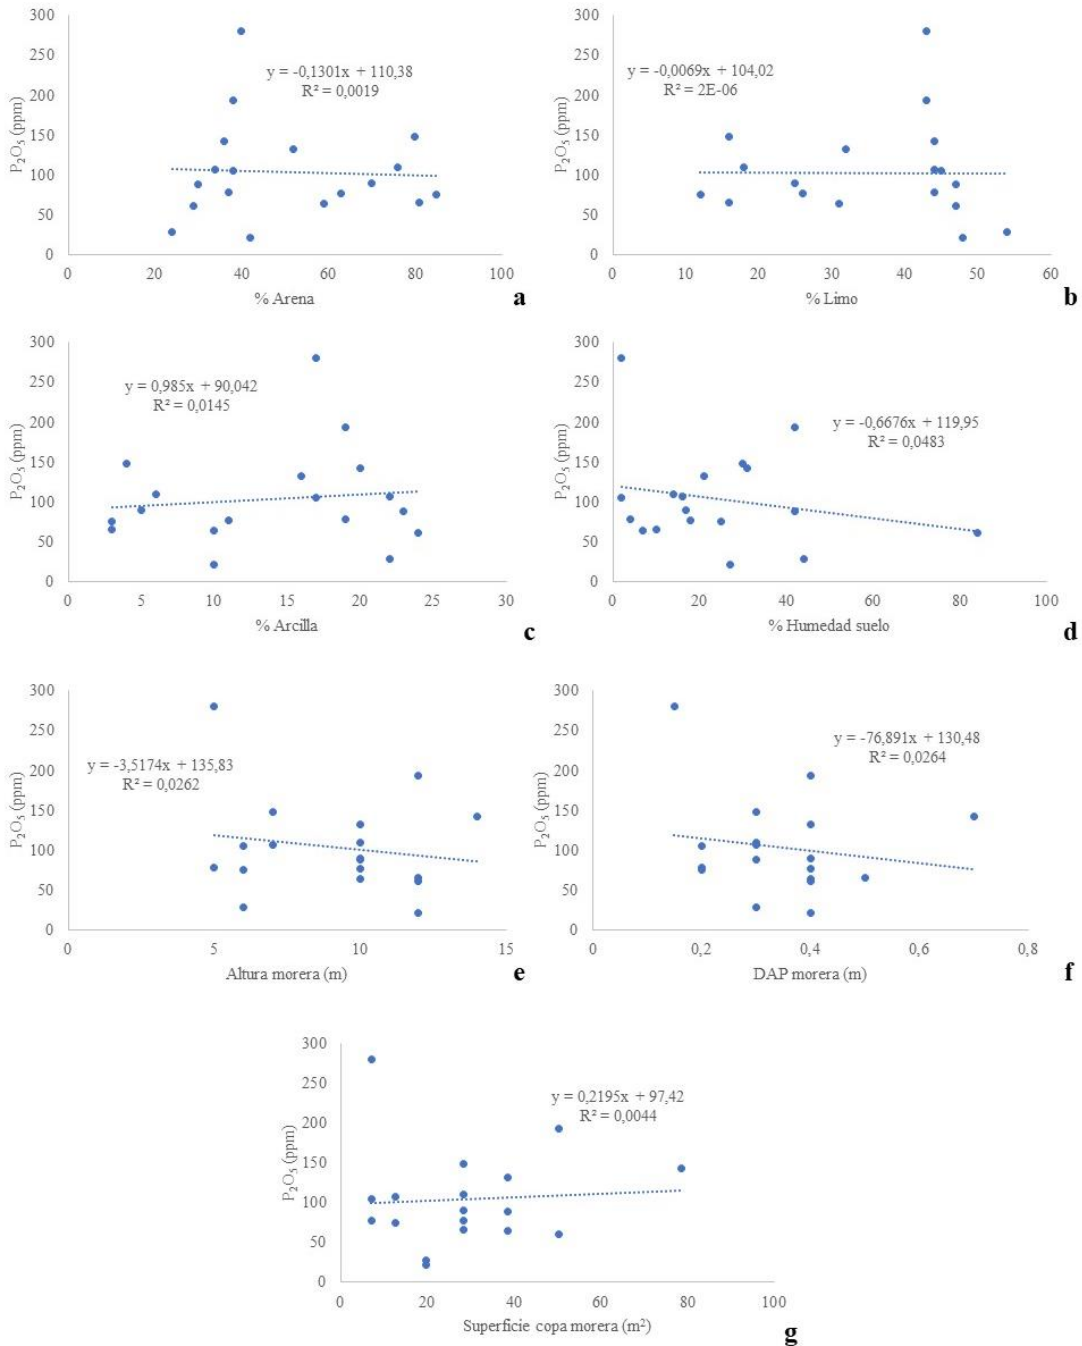 300
250
200
150
100
50
0
P₂O₅ (ppm)
y = -0,1301x + 110,38
R² = 0,0019
0 20 40 60 80 100
% Arena
a
300
250
200
150
100
50
0
P₂O₅ (ppm)
y = -0,0069x + 104,02
R² = 2E-06
0 10 20 30 40 50 60
% Limo
b
300
250
200
150
100
50
0
P₂O₅ (ppm)
y = 0,985x + 90,042
R² = 0,0145
0 5 10 15 20 25 30
% Arcilla
c
300
250
200
150
100
50
0
P₂O₅ (ppm)
y = -0,6676x + 119,95
R² = 0,0483
0 20 40 60 80 100
% Humedad suelo
d
300
250
200
150
100
50
0
P₂O₅ (ppm)
y = -3,5174x + 135,83
R² = 0,0262
0 5 10 15
Altura morera (m)
e
300
250
200
150
100
50
0
P₂O₅ (ppm)
y = -76,891x + 130,48
R² = 0,0264
0 0,2 0,4 0,6 0,8
DAP morera (m)
f
300
250
200
150
100
50
0
P₂O₅ (ppm)
y = 0,2195x + 97,42
R² = 0,0044
0 20 40 60 80 100
Superficie copa morera (m²)
g